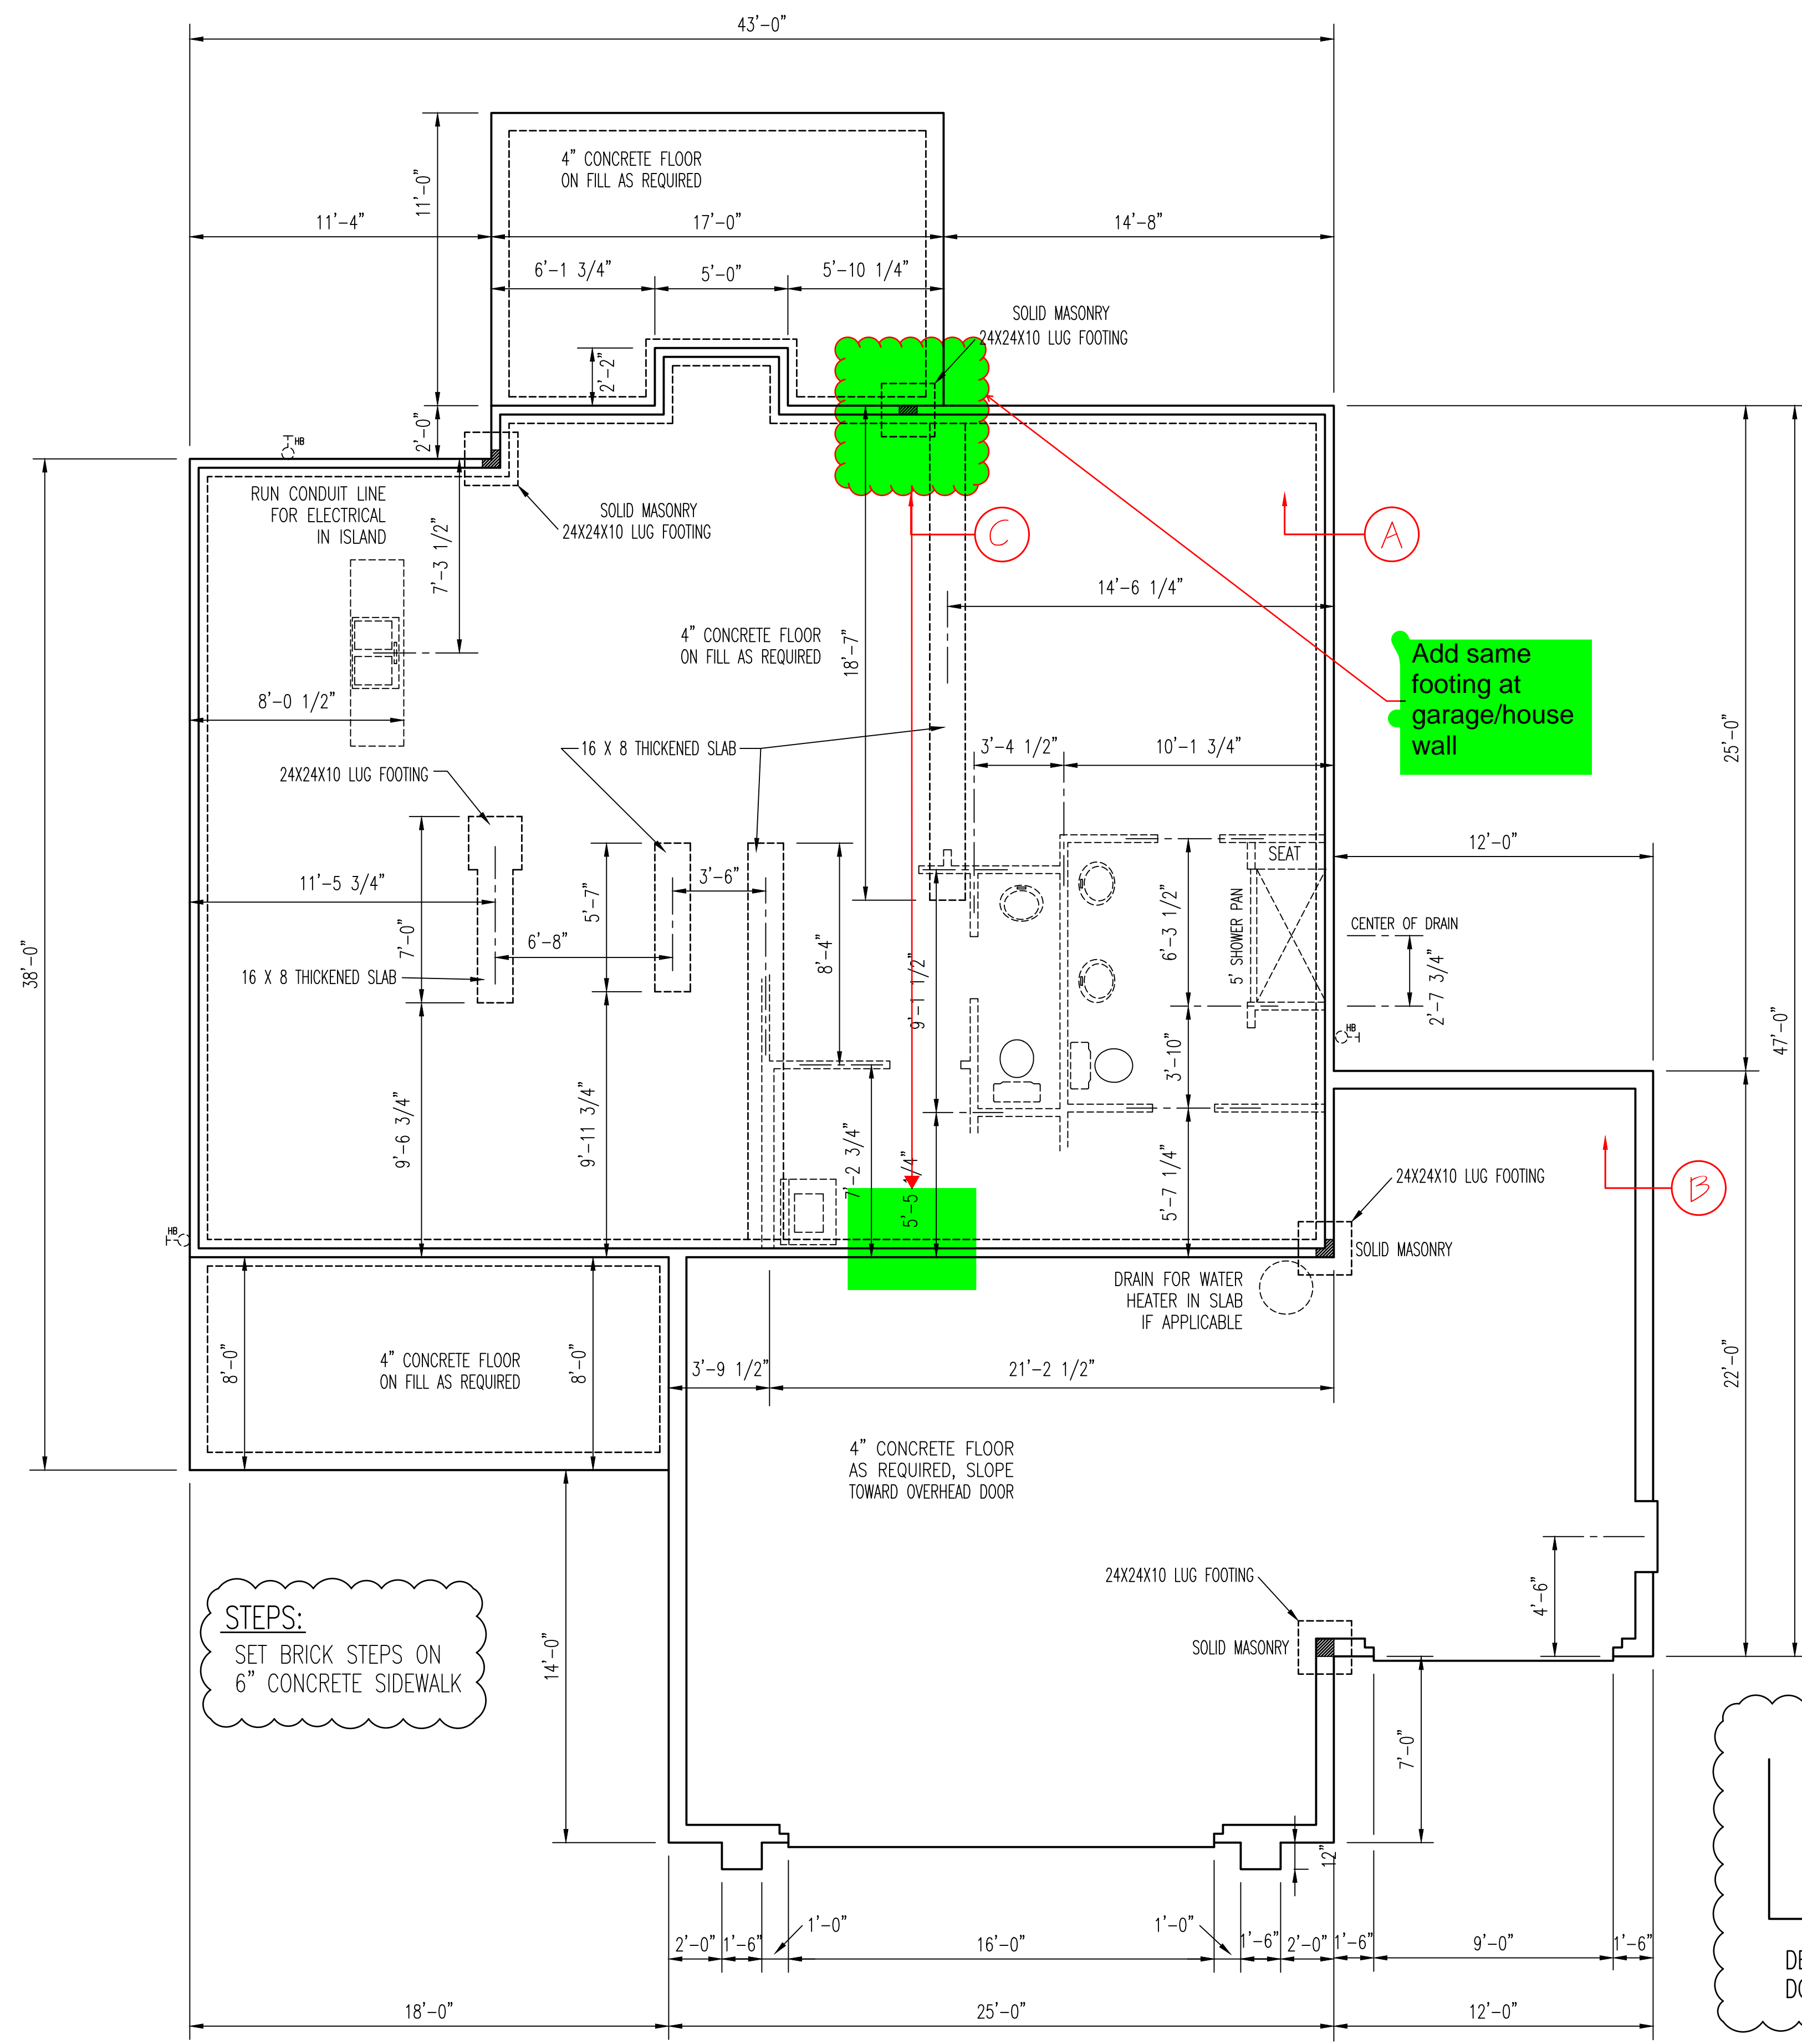 43'-0"
4" CONCRETE FLOOR
ON FILL AS REQUIRED
11'-0"
11'-4"
17'-0"
14'-8"
6'-1 3/4"
5'-0"
5'-10 1/4"
SOLID MASONRY
24X24X10 LUG FOOTING
2'-2"
2'-0"
HB
RUN CONDUIT LINE
FOR ELECTRICAL
IN ISLAND
SOLID MASONRY
24X24X10 LUG FOOTING
7'-3 1/2"
C
A
14'-6 1/4"
4" CONCRETE FLOOR
ON FILL AS REQUIRED
18'-7"
Add same
footing at
garage/house
wall
8'-0 1/2"
25'-0"
16 X 8 THICKENED SLAB
3'-4 1/2"
10'-1 3/4"
24X24X10 LUG FOOTING
12'-0"
SEAT
11'-5 3/4"
3'-6"
5'-7"
6'-3 1/2"
5' SHOWER PAN
CENTER OF DRAIN
7'-0"
6'-8"
8'-4"
38'-0"
16 X 8 THICKENED SLAB
9'-1 1/2"
2'-7 3/4"
47'-0"
HB
3'-10"
9'-6 3/4"
9'-11 3/4"
7'-2 3/4"
5'-5 1/4"
5'-7 1/4"
24X24X10 LUG FOOTING
B
HB
SOLID MASONRY
DRAIN FOR WATER
HEATER IN SLAB
IF APPLICABLE
8'-0"
4" CONCRETE FLOOR
ON FILL AS REQUIRED
8'-0"
3'-9 1/2"
21'-2 1/2"
22'-0"
4" CONCRETE FLOOR
AS REQUIRED, SLOPE
TOWARD OVERHEAD DOOR
24X24X10 LUG FOOTING
4'-6"
STEPS:
SET BRICK STEPS ON
6" CONCRETE SIDEWALK
14'-0"
SOLID MASONRY
7'-0"
12"
1'-0"
1'-0"
2'-0"
1'-6"
16'-0"
1'-6"
2'-0"
1'-6"
9'-0"
1'-6"
18'-0"
25'-0"
12'-0"